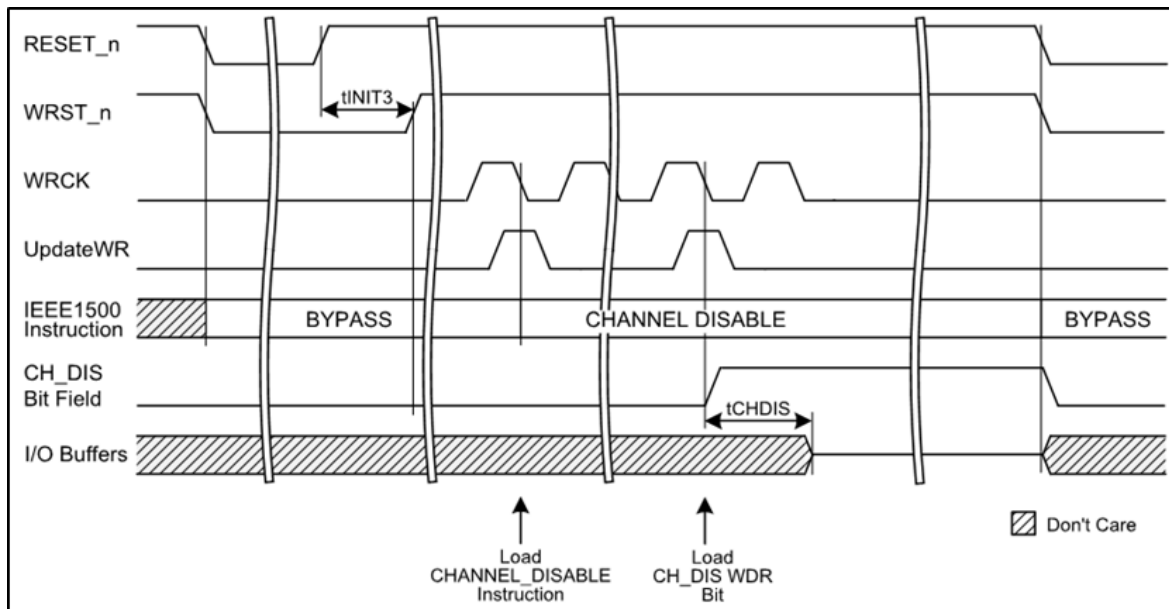 RESET_n
tINIT3
WRST_n
WRCK
UpdateWR
IEEE1500
Instruction
BYPASS
CHANNEL DISABLE
BYPASS
CH_DIS
Bit Field
tCHDIS
I/O Buffers
Load
CHANNEL_DISABLE
Instruction
Load
CH_DIS WDR
Bit
Don't Care